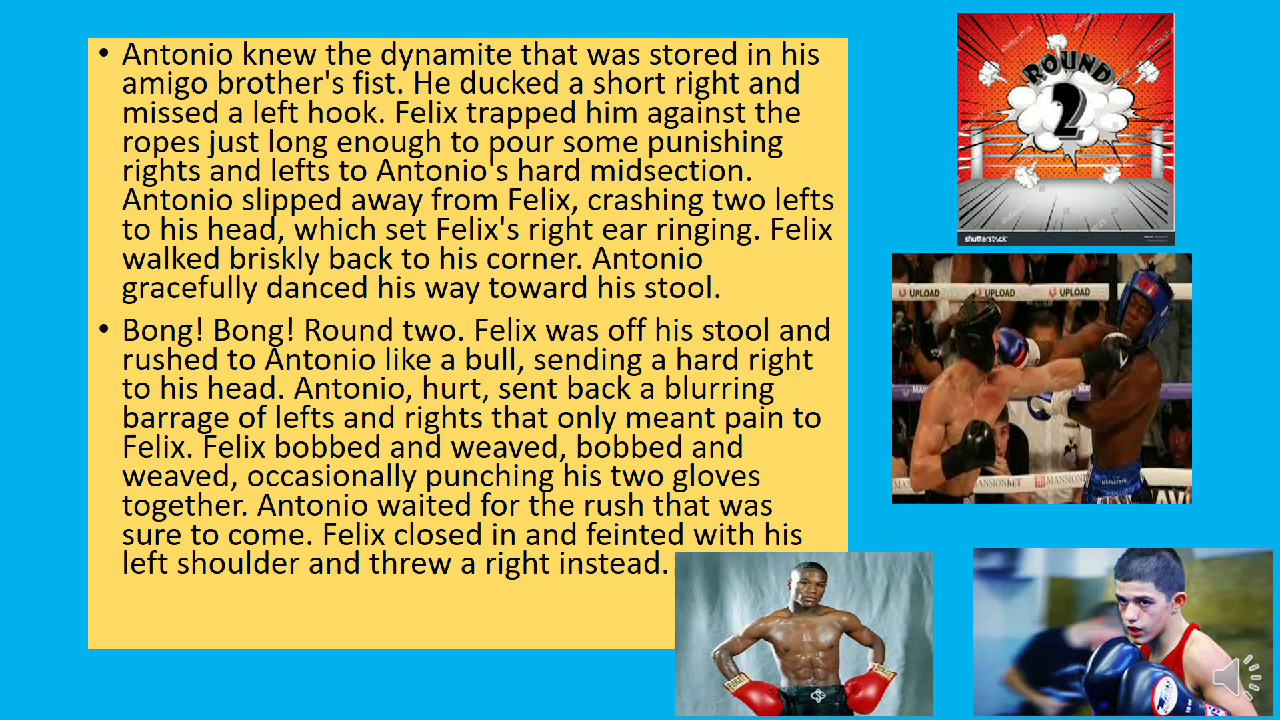 • Antonio knew the dynamite that was stored in his
amigo brother's fist. He ducked a short right and
missed a left hook. Felix trapped him against the
ropes just long enough to pour some punishing
rights and lefts to Antonio's hard midsection.
Antonio slipped away from Felix, crashing two lefts
to his head, which set Felix's right ear ringing. Felix
walked briskly back to his corner. Antonio
gracefully danced his way toward his stool.
• Bong! Bong! Round two. Felix was off his stool and
rushed to Antonio like a bull, sending a hard right
to his head. Antonio, hurt, sent back a blurring
barrage of lefts and rights that only meant pain to
Felix. Felix bobbed and weaved, bobbed and
weaved, occasionally punching his two gloves
together. Antonio waited for the rush that was
sure to come. Felix closed in and feinted with his
left shoulder and threw a right instead.
ROUND
2
shutterstock
UPLOAD UPLOAD UPLOAD